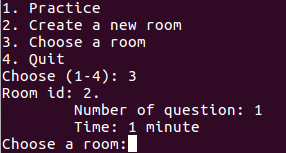 1. Practice
2. Create a new room
3. Choose a room
4. Quit
Choose (1-4): 3
Room id: 2.
        Number of question: 1
        Time: 1 minute
Choose a room: